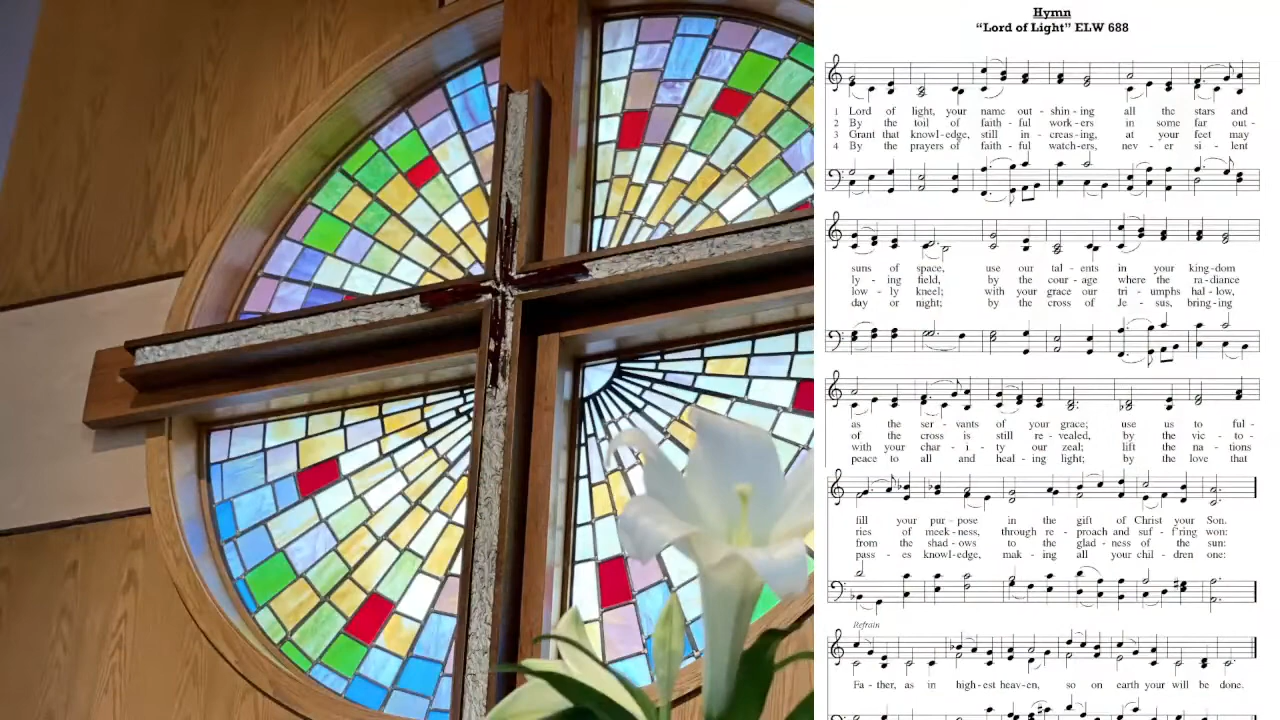 Hymn
“Lord of Light” ELW 688
1 Lord of light, your name out - shin - ing all the stars and
2 By the toil of faith - ful work - ers in some far out -
3 Grant that knowl - edge, still in - creas - ing, at your feet may
4 By the prayers of faith - ful watch - ers, nev - er si - lent
suns of space, use our tal - ents in your king - dom
ly - ing field, by the cour - age where the ra - diance
low - ly kneel; with your grace our tri - umphs hal - low,
day or night; by the cross of Je - sus, bring - ing
as the ser - vants of your grace; use us to ful -
of the cross is still re - vealed, by the vic - to -
with your char - i - ty our zeal; lift the na - tions
peace to all and heal - ing light; by the love that
fill your pur - pose in the gift of Christ your Son.
ries of meek - ness, through re - proach and suf - f'ring won:
from the shad - ows to the glad - ness of the sun:
pass - es knowl - edge, mak - ing all your chil - dren one:
Refrain
Fa - ther, as in high - est heav - en, so on earth your will be done.